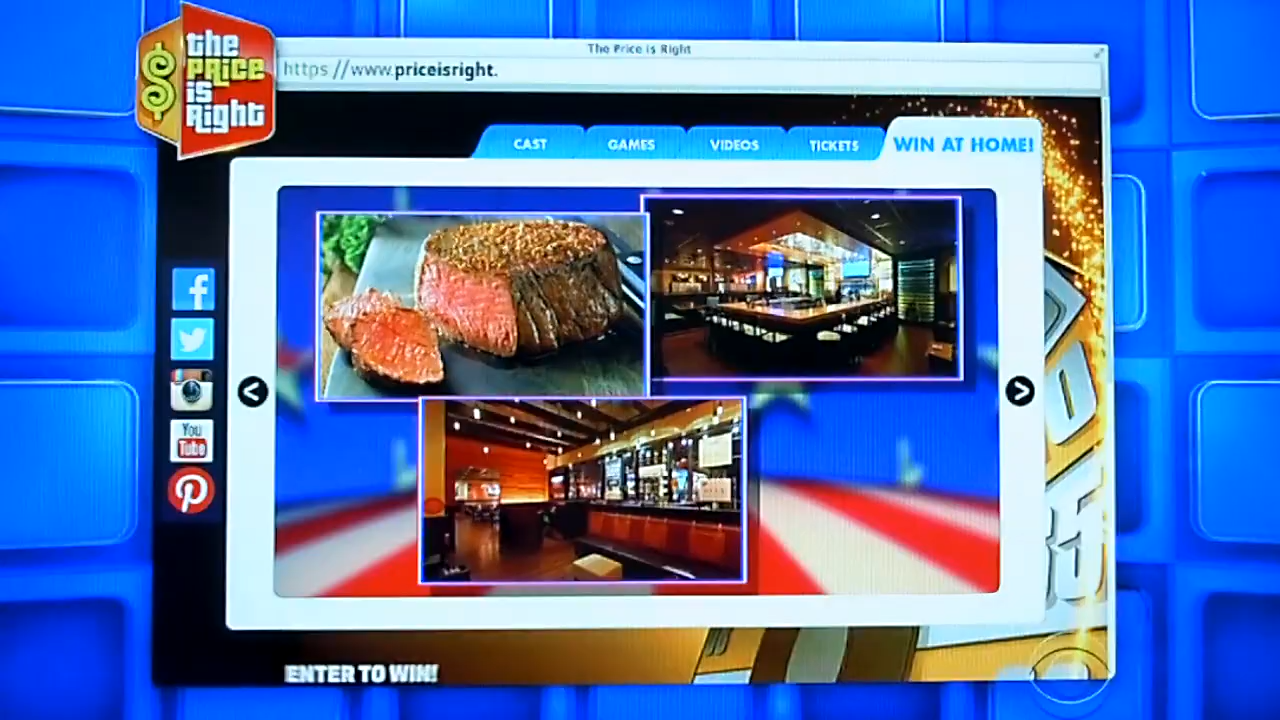 the
PRICE
is
Right
The Price is Right
https://www.priceisright.
CAST
GAMES
VIDEOS
TICKETS
WIN AT HOME!
You
Tube
ENTER TO WIN!